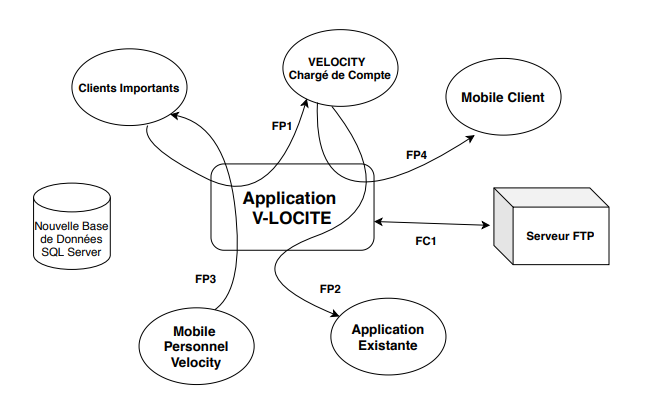 VELOCITY
Chargé de Compte
Clients Importants
Mobile Client
FP1
FP4
Application
V-LOCITE
Nouvelle Base
de Données
SQL Server
FC1
Serveur FTP
FP3
FP2
Mobile
Personnel
Velocity
Application
Existante